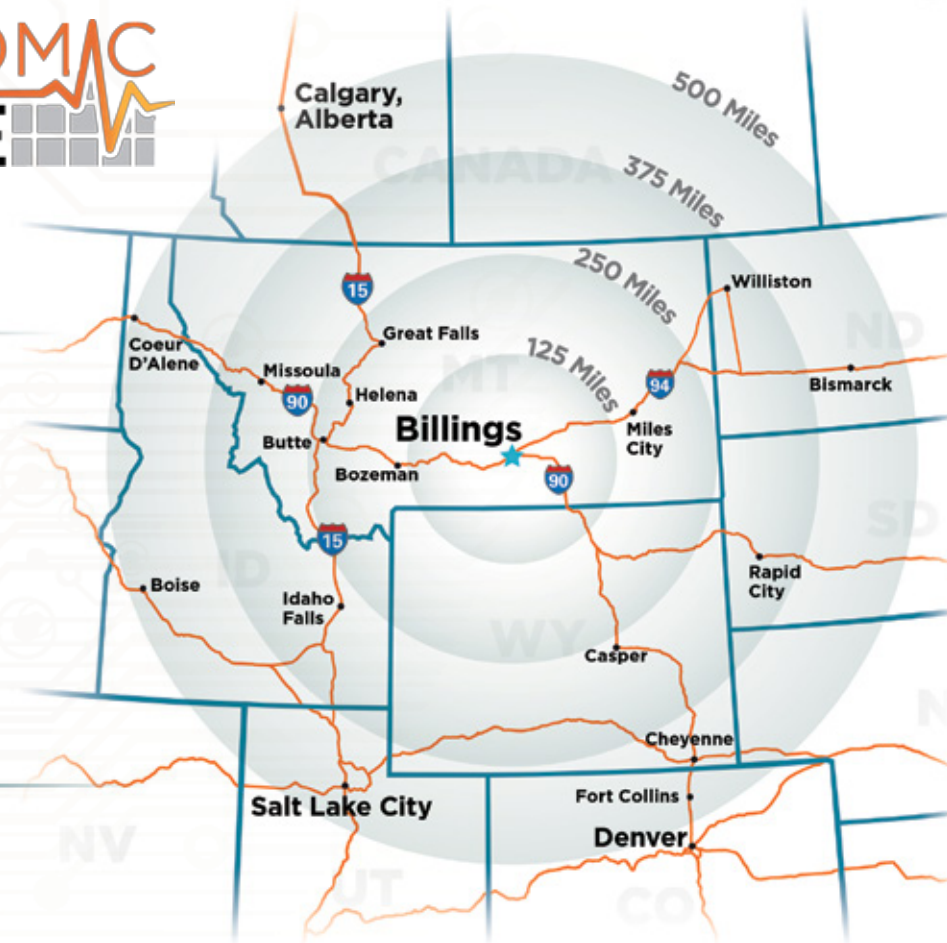 MAC
E
Calgary,
Alberta
500 Miles
CANADA
375 Miles
250 Miles
Williston
15
Great Falls
ND
Coeur
D'Alene
125 Miles
MT
Missoula
94
Bismarck
90
Helena
Billings
Miles
City
Butte
Bozeman
90
SD
15
ID
Rapid
City
Boise
Idaho
Falls
WY
Casper
Cheyenne
Salt Lake City
Fort Collins
Denver
NV
UT
CO